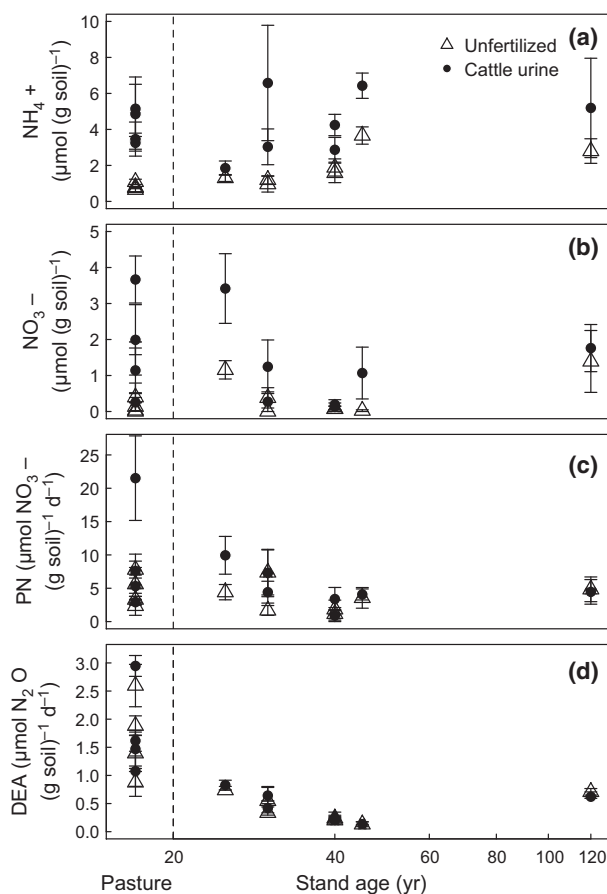 (a)
△ Unfertilized
● Cattle urine
NH₄ +
(µmol (g soil)⁻¹
10
8
6
4
2
0
(b)
NO₃ −
(µmol (g soil)⁻¹
5
4
3
2
1
0
(c)
PN (µmol NO₃ −
(g soil)⁻¹ d⁻¹)
25
20
15
10
5
0
(d)
DEA (µmol N₂ O
(g soil)⁻¹ d⁻¹)
3.0
2.5
2.0
1.5
1.0
0.5
0.0
20 40 60 80 100 120
Pasture Stand age (yr)